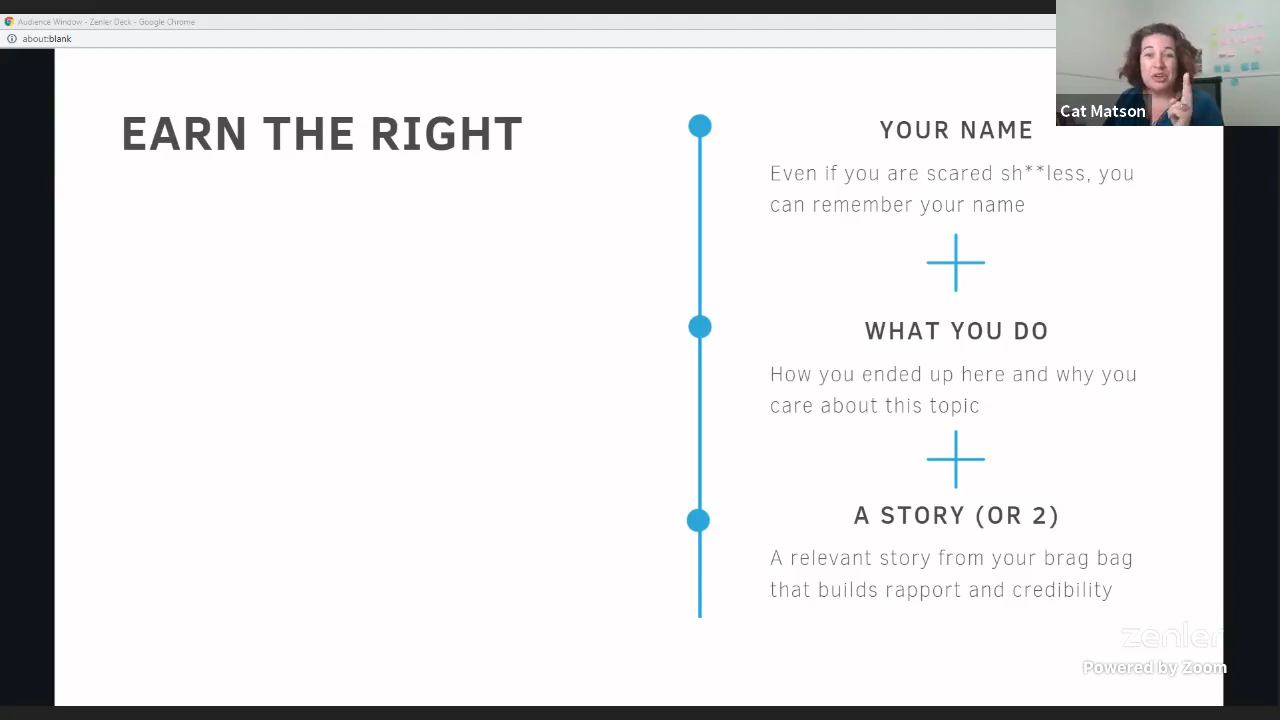 Audience Window - Zenler Deck - Google Chrome
about:blank
Cat Matson
EARN THE RIGHT
YOUR NAME
Even if you are scared sh**less, you
can remember your name
WHAT YOU DO
How you ended up here and why you
care about this topic
A STORY (OR 2)
A relevant story from your brag bag
that builds rapport and credibility
zenler
Powered by Zoom